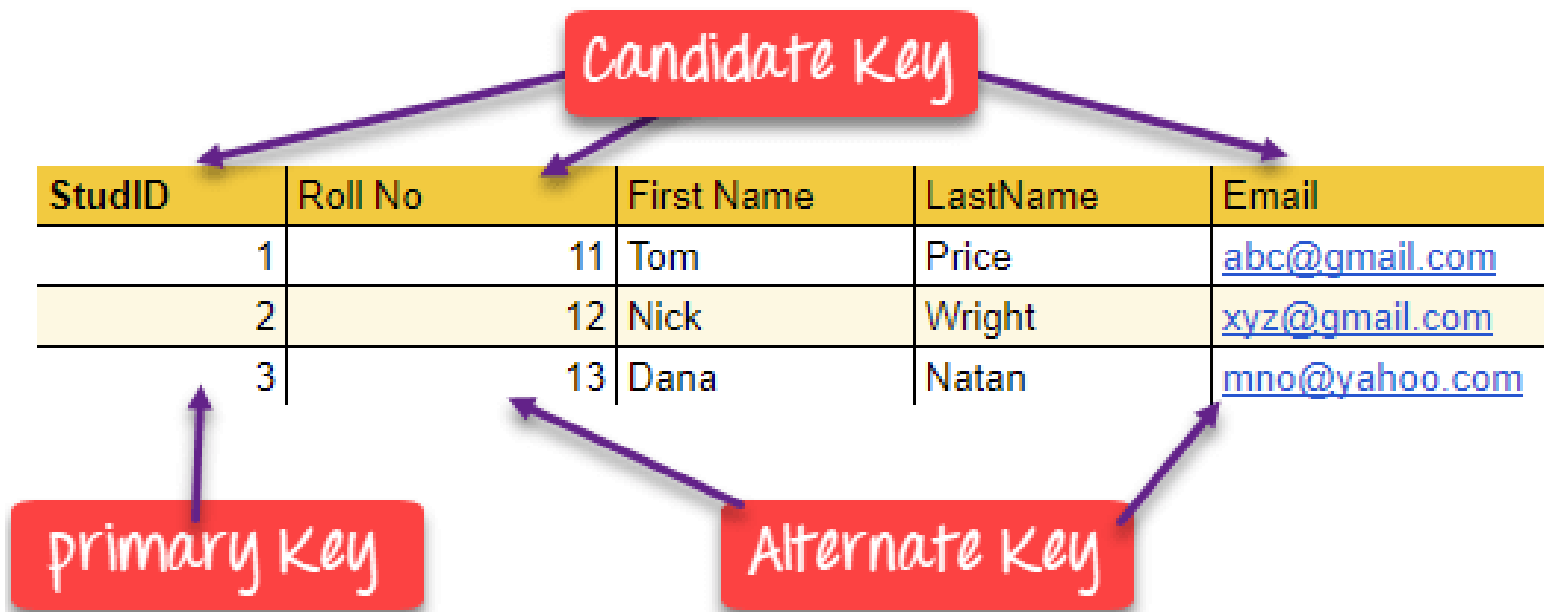 Candidate Key
StudID Roll No First Name LastName Email
1 11 Tom Price abc@gmail.com
2 12 Nick Wright xyz@gmail.com
3 13 Dana Natan mno@yahoo.com
primary Key Alternate Key